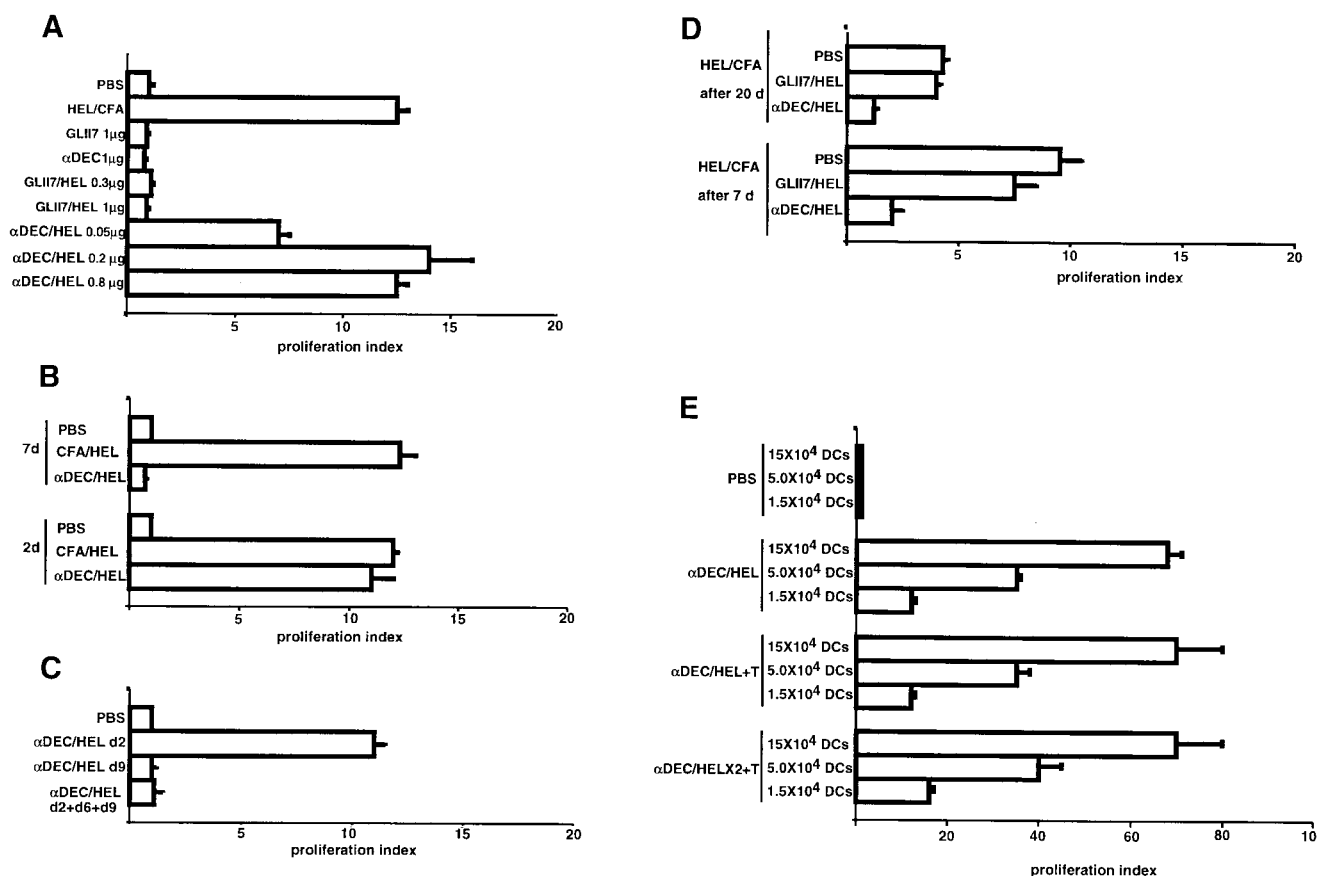 A
PBS
HEL/CFA
GLII7 1µg
αDEC1µg
GLII7/HEL 0.3µg
GLII7/HEL 1µg
αDEC/HEL 0.05µg
αDEC/HEL 0.2 µg
αDEC/HEL 0.8 µg
5 10 15 20
proliferation index
B
7d
PBS
CFA/HEL
αDEC/HEL
2d
PBS
CFA/HEL
αDEC/HEL
5 10 15 20
proliferation index
C
PBS
αDEC/HEL d2
αDEC/HEL d9
αDEC/HEL
d2+d6+d9
5 10 15 20
proliferation index
D
HEL/CFA
after 20 d
PBS
GLII7/HEL
αDEC/HEL
HEL/CFA
after 7 d
PBS
GLII7/HEL
αDEC/HEL
5 10 15 20
proliferation index
E
PBS
15X10⁴ DCs
5.0X10⁴ DCs
1.5X10⁴ DCs
αDEC/HEL
15X10⁴ DCs
5.0X10⁴ DCs
1.5X10⁴ DCs
αDEC/HEL+T
15X10⁴ DCs
5.0X10⁴ DCs
1.5X10⁴ DCs
αDEC/HELX2+T
15X10⁴ DCs
5.0X10⁴ DCs
1.5X10⁴ DCs
20 40 60 80 10
proliferation index